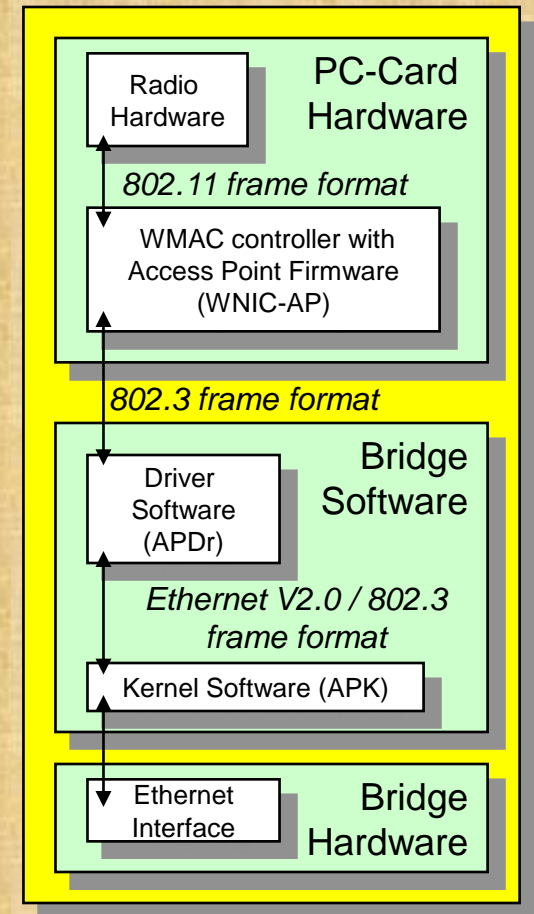 PC-Card
Hardware
Radio
Hardware
802.11 frame format
WMAC controller with
Access Point Firmware
(WNIC-AP)
802.3 frame format
Bridge
Software
Driver
Software
(APDr)
Ethernet V2.0 / 802.3
frame format
Kernel Software (APK)
Ethernet
Interface
Bridge
Hardware